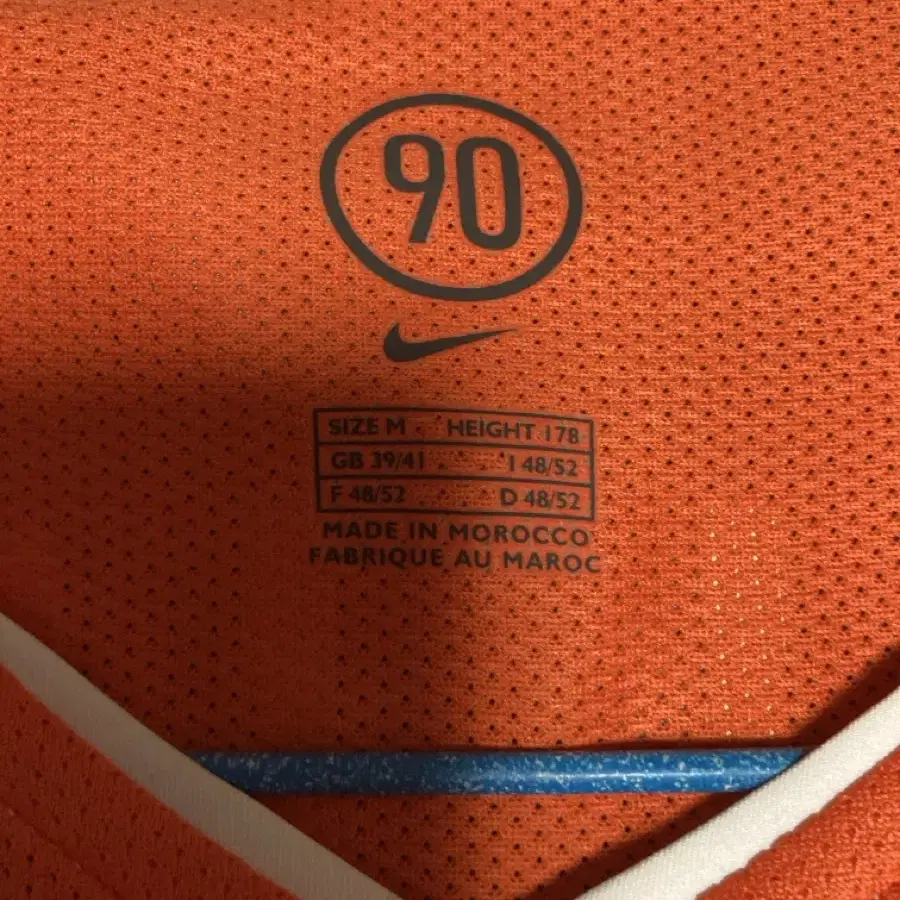 90
SIZE M HEIGHT 178
GB 39/41 I 48/52
F 48/52 D 48/52
MADE IN MOROCCO
FABRIQUE AU MAROC